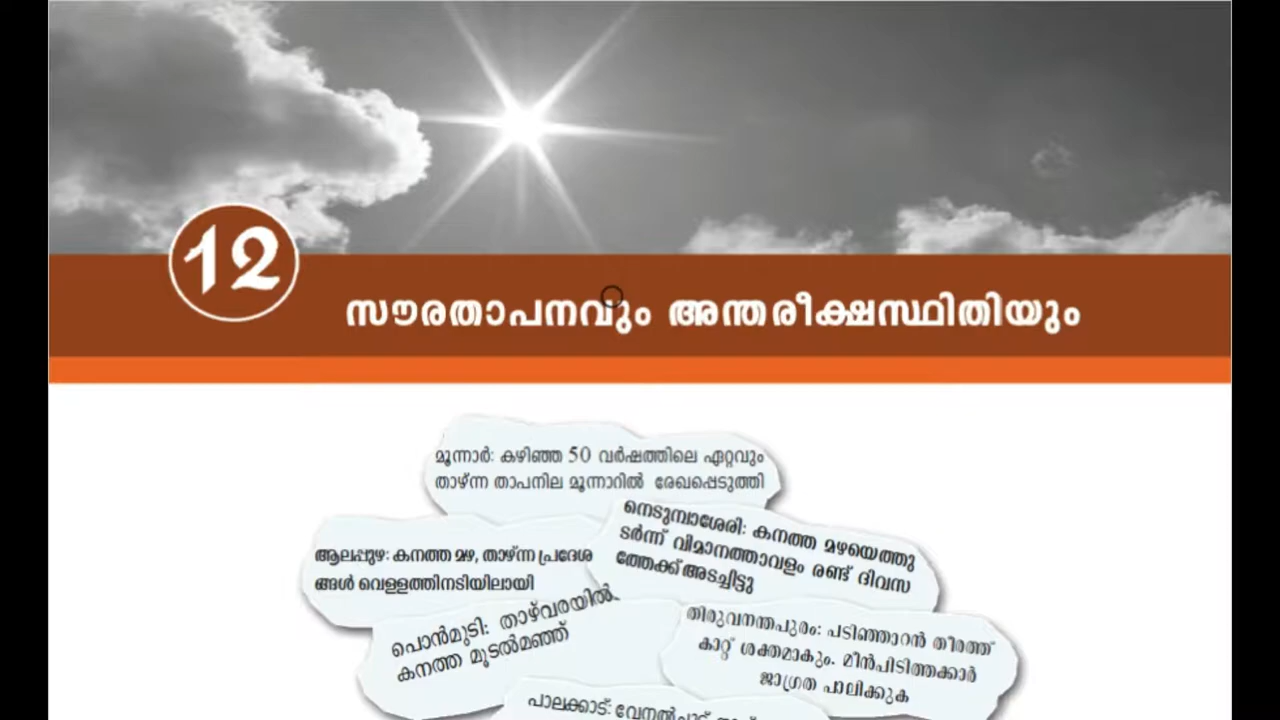 12
സൗരതാപനവും അന്തരീക്ഷസ്ഥിതിയും
മൂന്നാർ: കഴിഞ്ഞ 50 വർഷത്തിലെ ഏറ്റവും
താഴ്ന്ന താപനില മൂന്നാറിൽ രേഖപ്പെടുത്തി
നെടുമ്പാശേരി: കനത്ത മഴയെത്തു
ടർന്ന് വിമാനത്താവളം രണ്ട് ദിവസ
ത്തേക്ക് അടച്ചിട്ടു
ആലപ്പുഴ: കനത്ത മഴ, താഴ്ന്ന പ്രദേശ
ങ്ങൾ വെള്ളത്തിനടിയിലായി
പൊൻമുടി: താഴ്‌വരയിൽ
കനത്ത മൂടൽമഞ്ഞ്
തിരുവനന്തപുരം: പടിഞ്ഞാറൻ തീരത്ത്
കാറ്റ് ശക്തമാകും. മീൻപിടിത്തക്കാർ
ജാഗ്രത പാലിക്കുക
പാലക്കാട്: